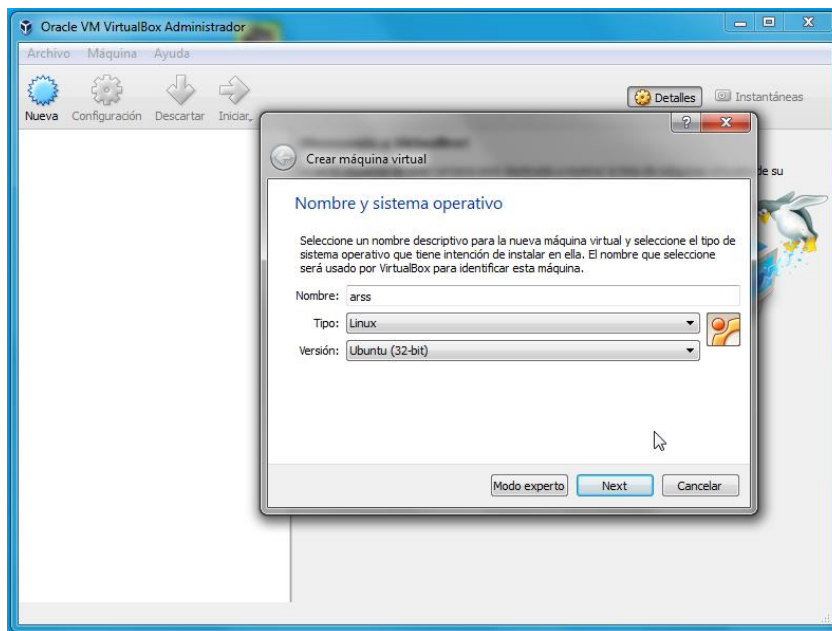 Oracle VM VirtualBox Administrador
Archivo Máquina Ayuda
Nueva Configuración Descartar Iniciar
Detalles Instantáneas
de su
Crear máquina virtual
Nombre y sistema operativo
Seleccione un nombre descriptivo para la nueva máquina virtual y seleccione el tipo de
sistema operativo que tiene intención de instalar en ella. El nombre que seleccione
será usado por VirtualBox para identificar esta máquina.
Nombre: arss
Tipo: Linux
Versión: Ubuntu (32-bit)
Modo experto Next Cancelar